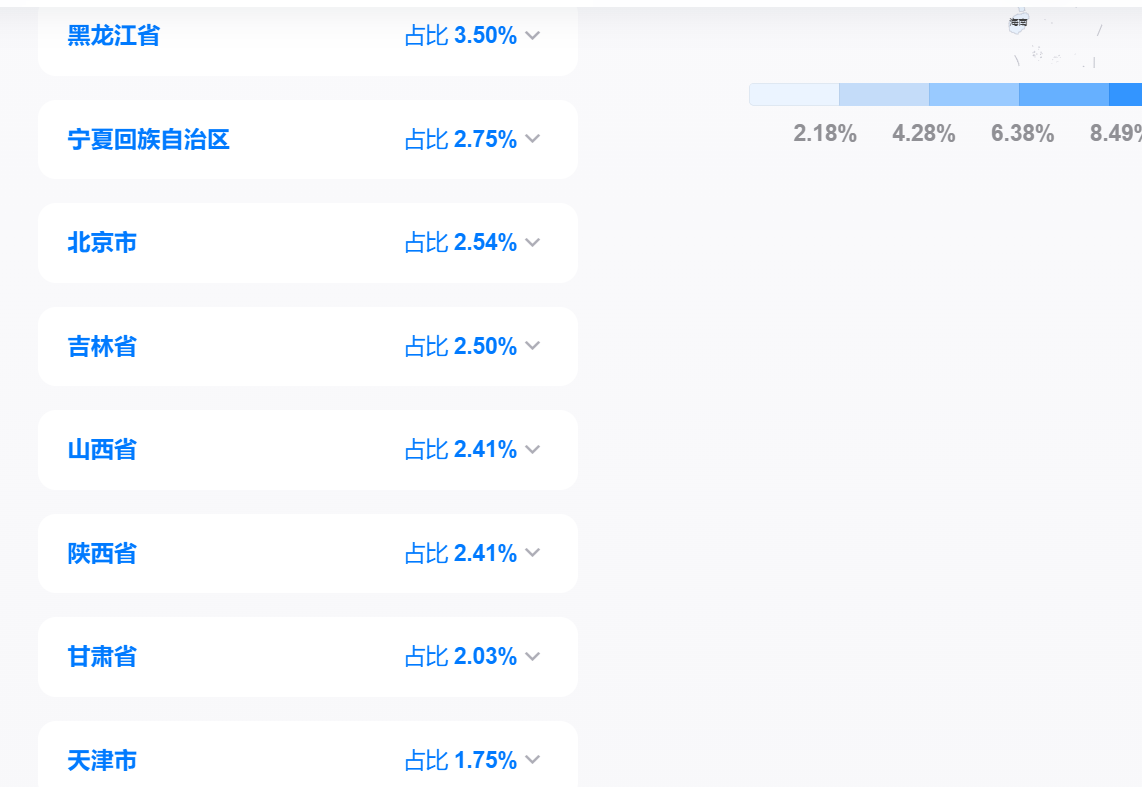 黑龙江省 占比 3.50%
宁夏回族自治区 占比 2.75%
北京市 占比 2.54%
吉林省 占比 2.50%
山西省 占比 2.41%
陕西省 占比 2.41%
甘肃省 占比 2.03%
天津市 占比 1.75%
海南
2.18% 4.28% 6.38% 8.49%